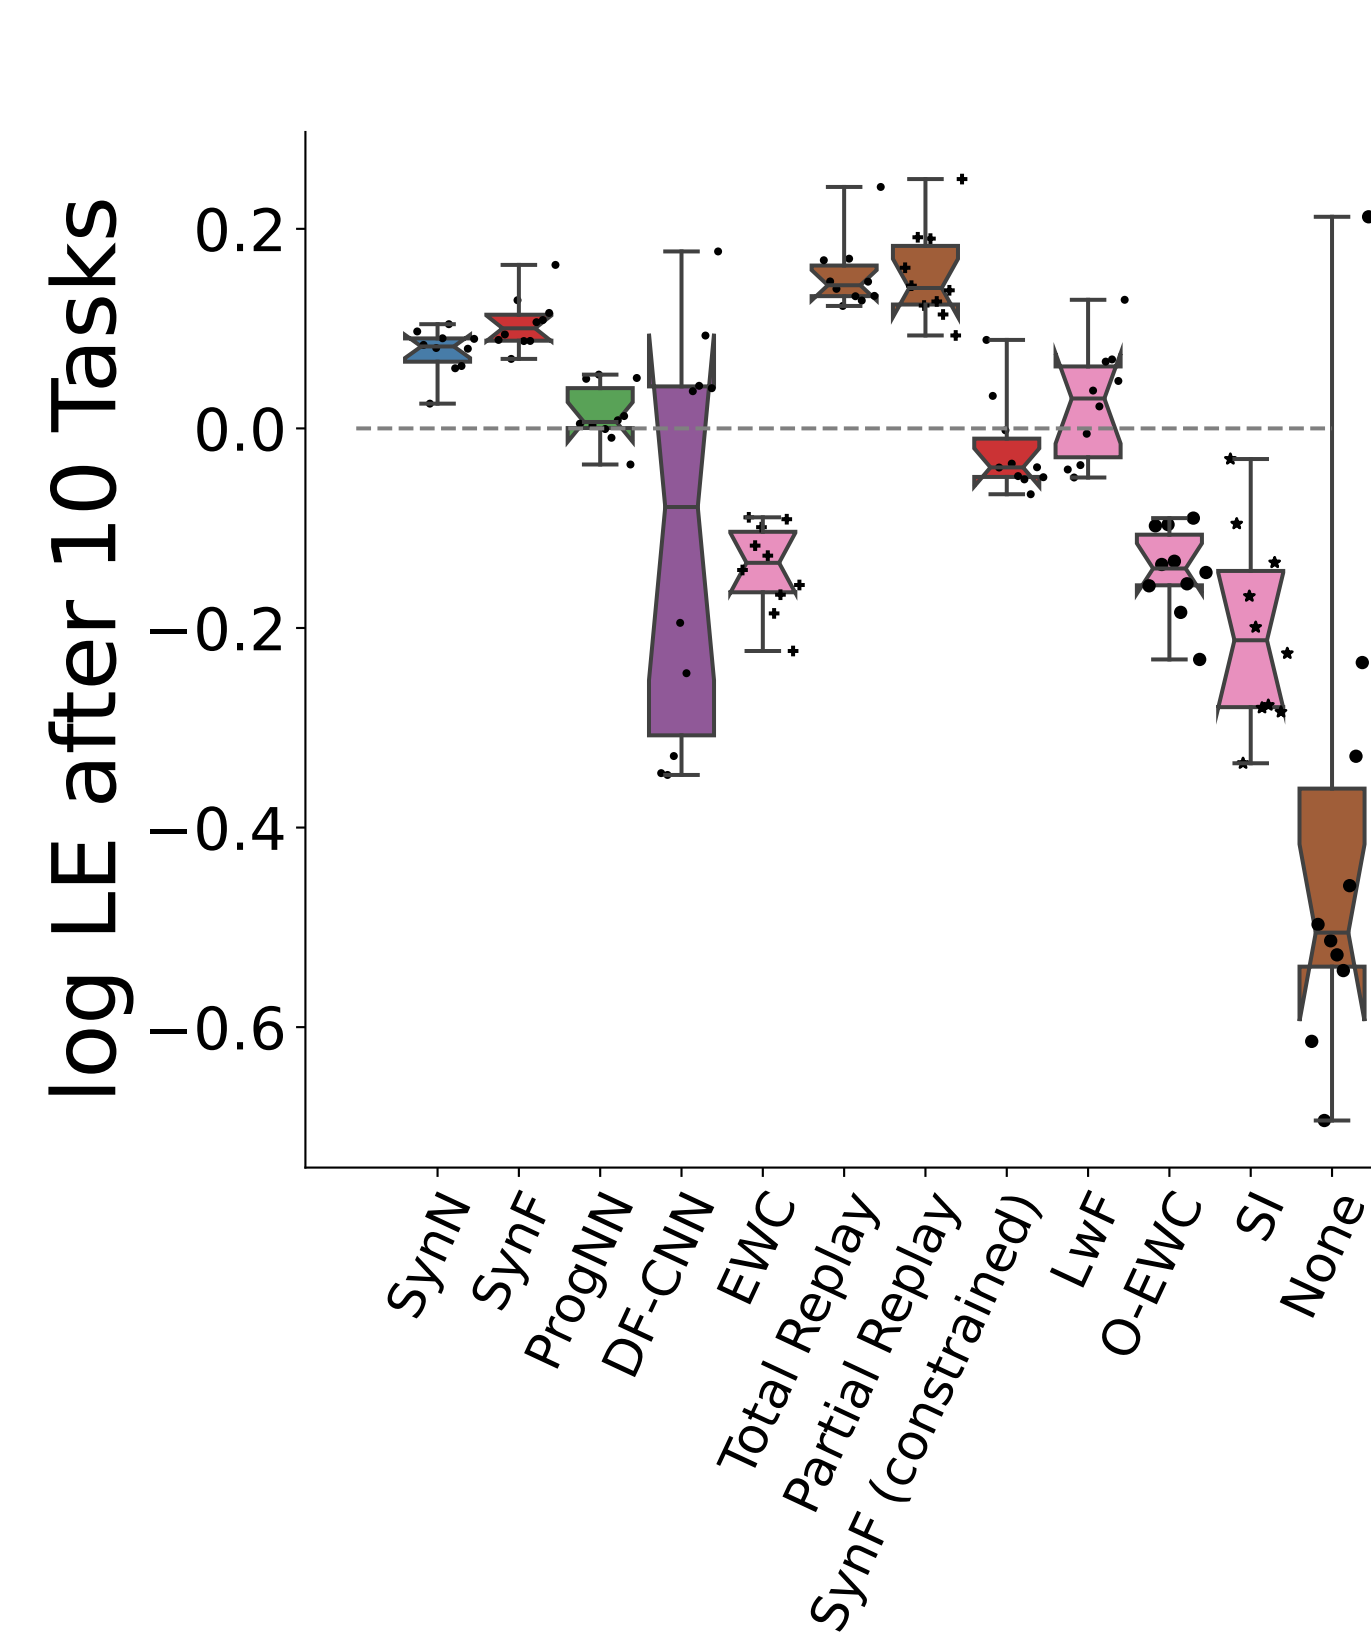 log LE after 10 Tasks
0.2
0.0
−0.2
−0.4
−0.6
SynN
SynF
ProgNN
DF-CNN
EWC
Total Replay
Partial Replay
SynF (constrained)
LwF
O-EWC
SI
None